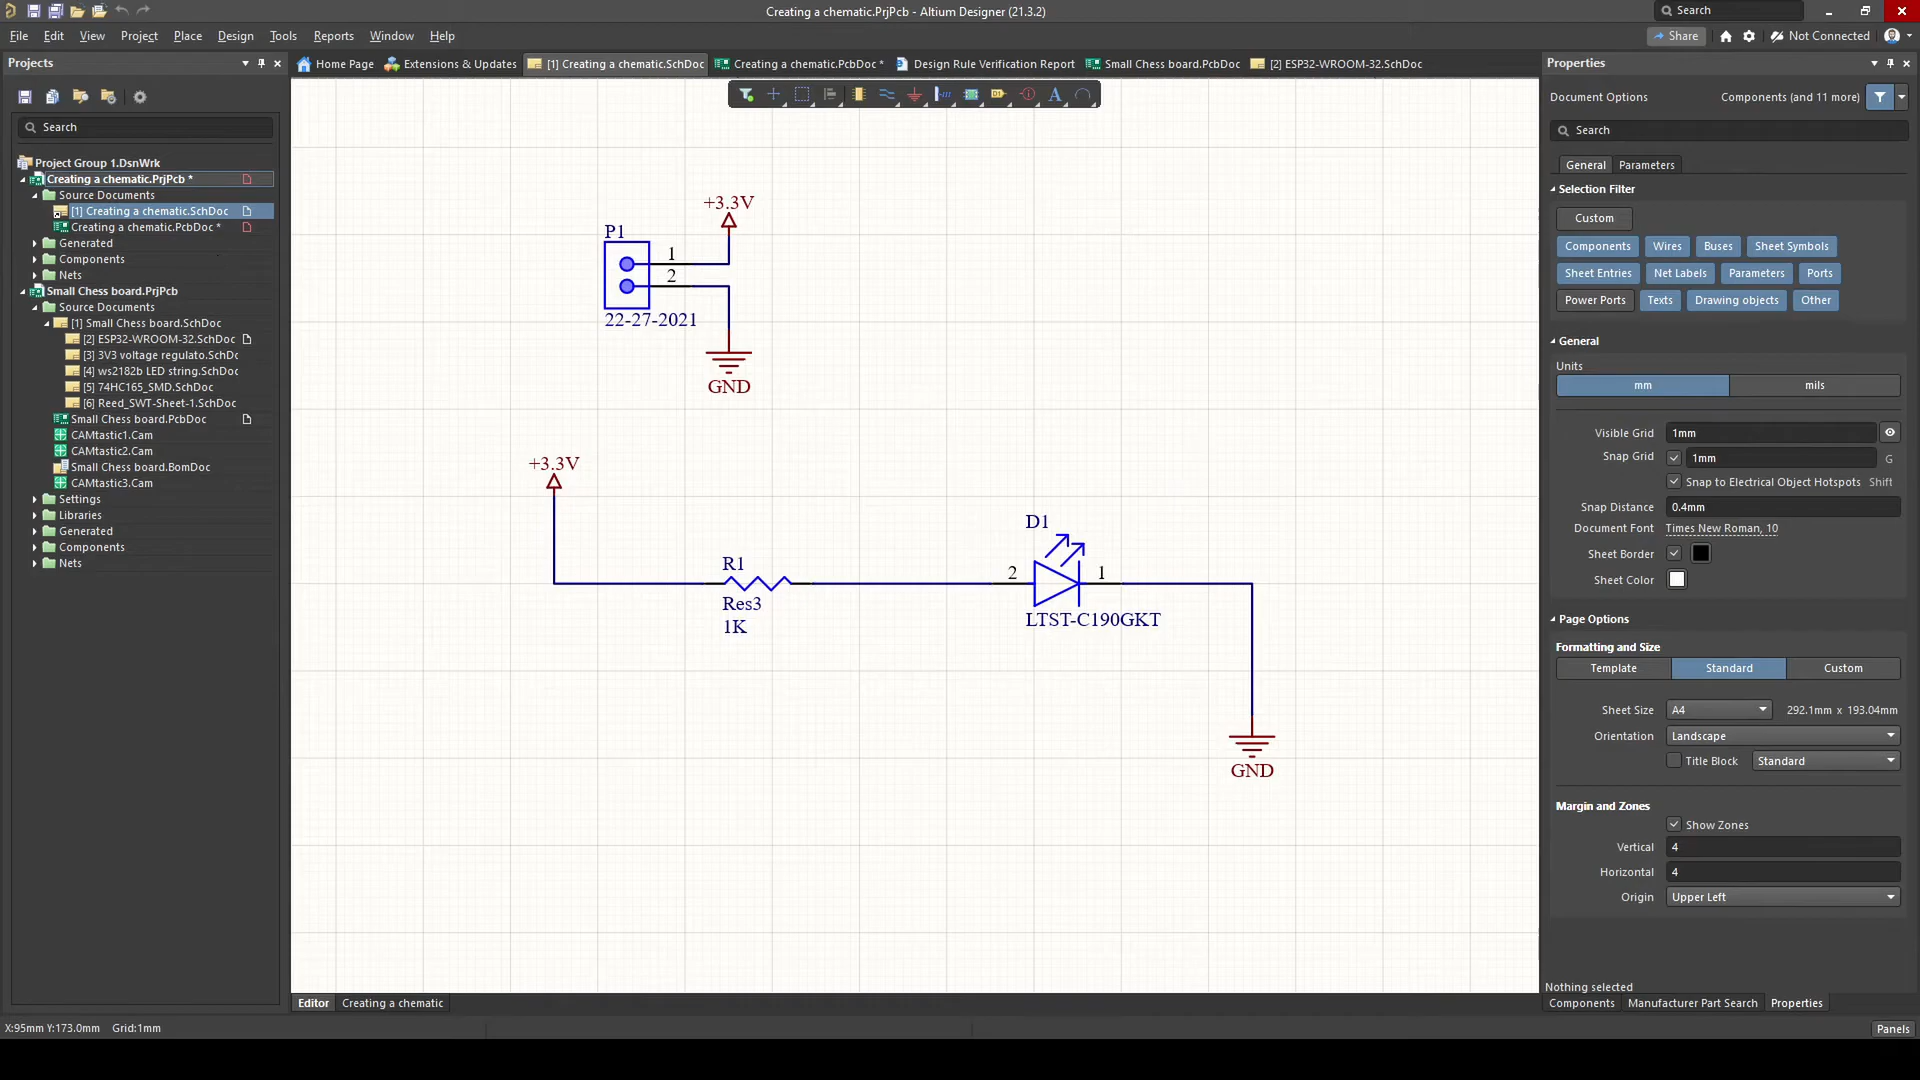 Creating a chematic.PrjPcb - Altium Designer (21.3.2)
Search
File Edit View Project Place Design Tools Reports Window Help
Share
Not Connected
Projects
Home Page
Extensions & Updates
[1] Creating a chematic.SchDoc
Creating a chematic.PcbDoc *
Design Rule Verification Report
Small Chess board.PcbDoc
[2] ESP32-WROOM-32.SchDoc
Search
Project Group 1.DsnWrk
Creating a chematic.PrjPcb *
Source Documents
[1] Creating a chematic.SchDoc
Creating a chematic.PcbDoc *
Generated
Components
Nets
Small Chess board.PrjPcb
Source Documents
[1] Small Chess board.SchDoc
[2] ESP32-WROOM-32.SchDoc
[3] 3V3 voltage regulato.SchDc
[4] ws2182b LED string.SchDoc
[5] 74HC165_SMD.SchDoc
[6] Reed_SWT-Sheet-1.SchDoc
Small Chess board.PcbDoc
CAMtastic1.Cam
CAMtastic2.Cam
Small Chess board.BomDoc
CAMtastic3.Cam
Settings
Libraries
Generated
Components
Nets
+3.3V
P1
1
2
22-27-2021
GND
+3.3V
R1
Res3
1K
D1
2
1
LTST-C190GKT
GND
Editor
Creating a chematic
X:95mm Y:173.0mm Grid:1mm
Properties
Document Options
Components (and 11 more)
Search
General
Parameters
Selection Filter
Custom
Components Wires Buses Sheet Symbols
Sheet Entries Net Labels Parameters Ports
Power Ports Texts Drawing objects Other
General
Units
mm
mils
Visible Grid 1mm
Snap Grid 1mm G
Snap to Electrical Object Hotspots Shift
Snap Distance 0.4mm
Document Font Times New Roman, 10
Sheet Border
Sheet Color
Page Options
Formatting and Size
Template Standard Custom
Sheet Size A4 292.1mm x 193.04mm
Orientation Landscape
Title Block Standard
Margin and Zones
Show Zones
Vertical 4
Horizontal 4
Origin Upper Left
Nothing selected
Components Manufacturer Part Search Properties
Panels